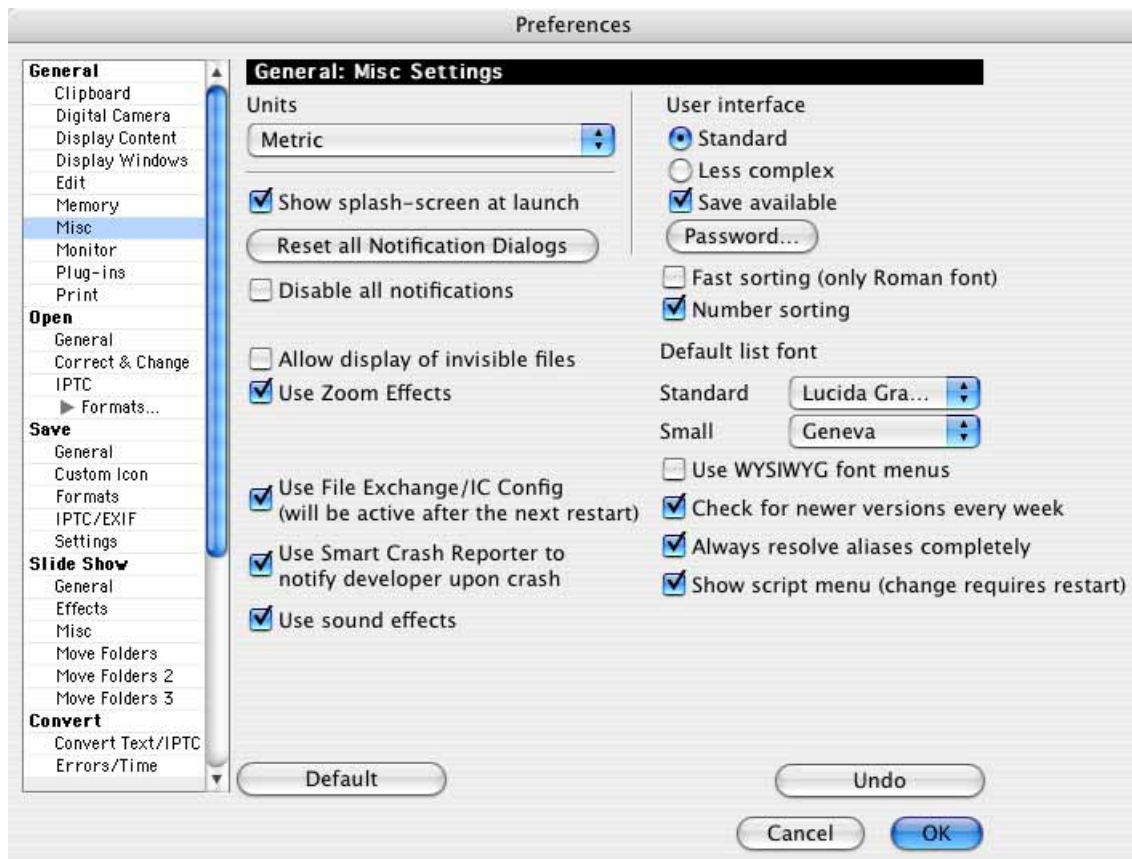 Preferences
General
Clipboard
Digital Camera
Display Content
Display Windows
Edit
Memory
Misc
Monitor
Plug-ins
Print
Open
General
Correct & Change
IPTC
Formats...
Save
General
Custom Icon
Formats
IPTC/EXIF
Settings
Slide Show
General
Effects
Misc
Move Folders
Move Folders 2
Move Folders 3
Convert
Convert Text/IPTC
Errors/Time
General: Misc Settings
Units
Metric
Show splash-screen at launch
Reset all Notification Dialogs
Disable all notifications
Allow display of invisible files
Use Zoom Effects
Use File Exchange/IC Config
(will be active after the next restart)
Use Smart Crash Reporter to
notify developer upon crash
Use sound effects
User interface
Standard
Less complex
Save available
Password...
Fast sorting (only Roman font)
Number sorting
Default list font
Standard
Lucida Gra...
Small
Geneva
Use WYSIWYG font menus
Check for newer versions every week
Always resolve aliases completely
Show script menu (change requires restart)
Default
Undo
Cancel
OK